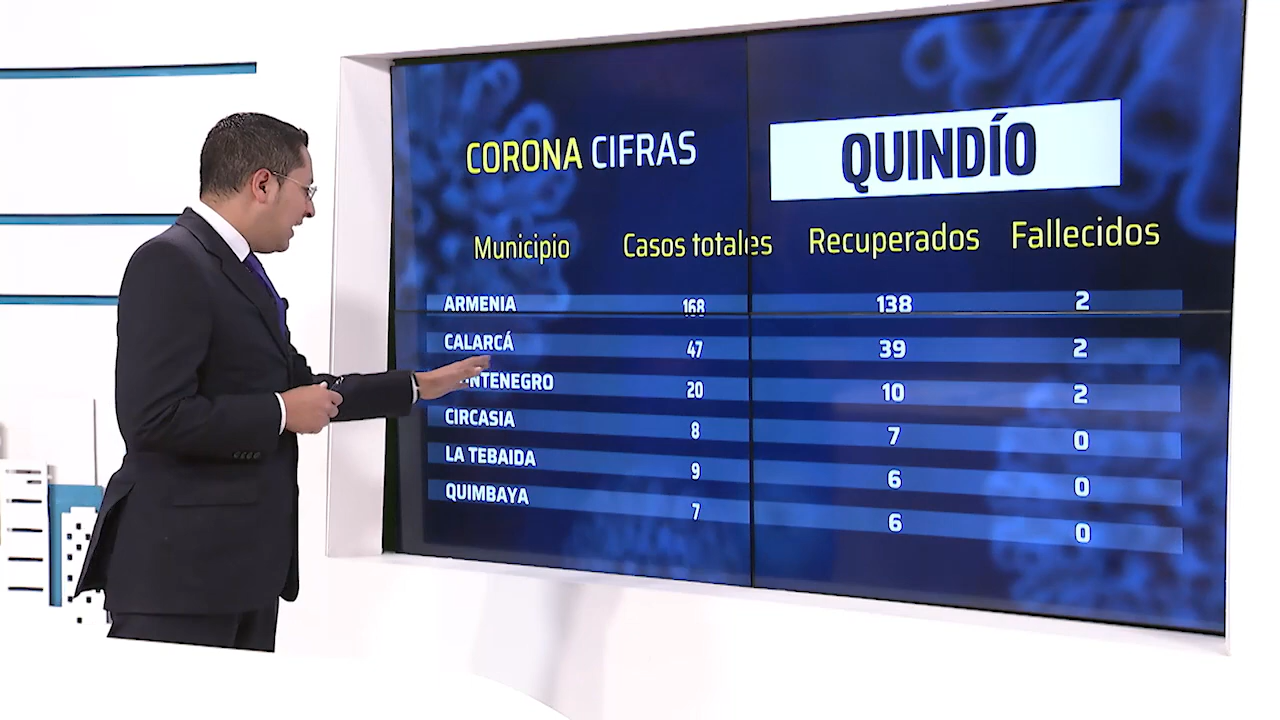 CORONA CIFRAS
QUINDÍO
Municipio Casos totales Recuperados Fallecidos
ARMENIA 168 138 2
CALARCÁ 47 39 2
MONTENEGRO 20 10 2
CIRCASIA 8 7 0
LA TEBAIDA 9 6 0
QUIMBAYA 7 6 0